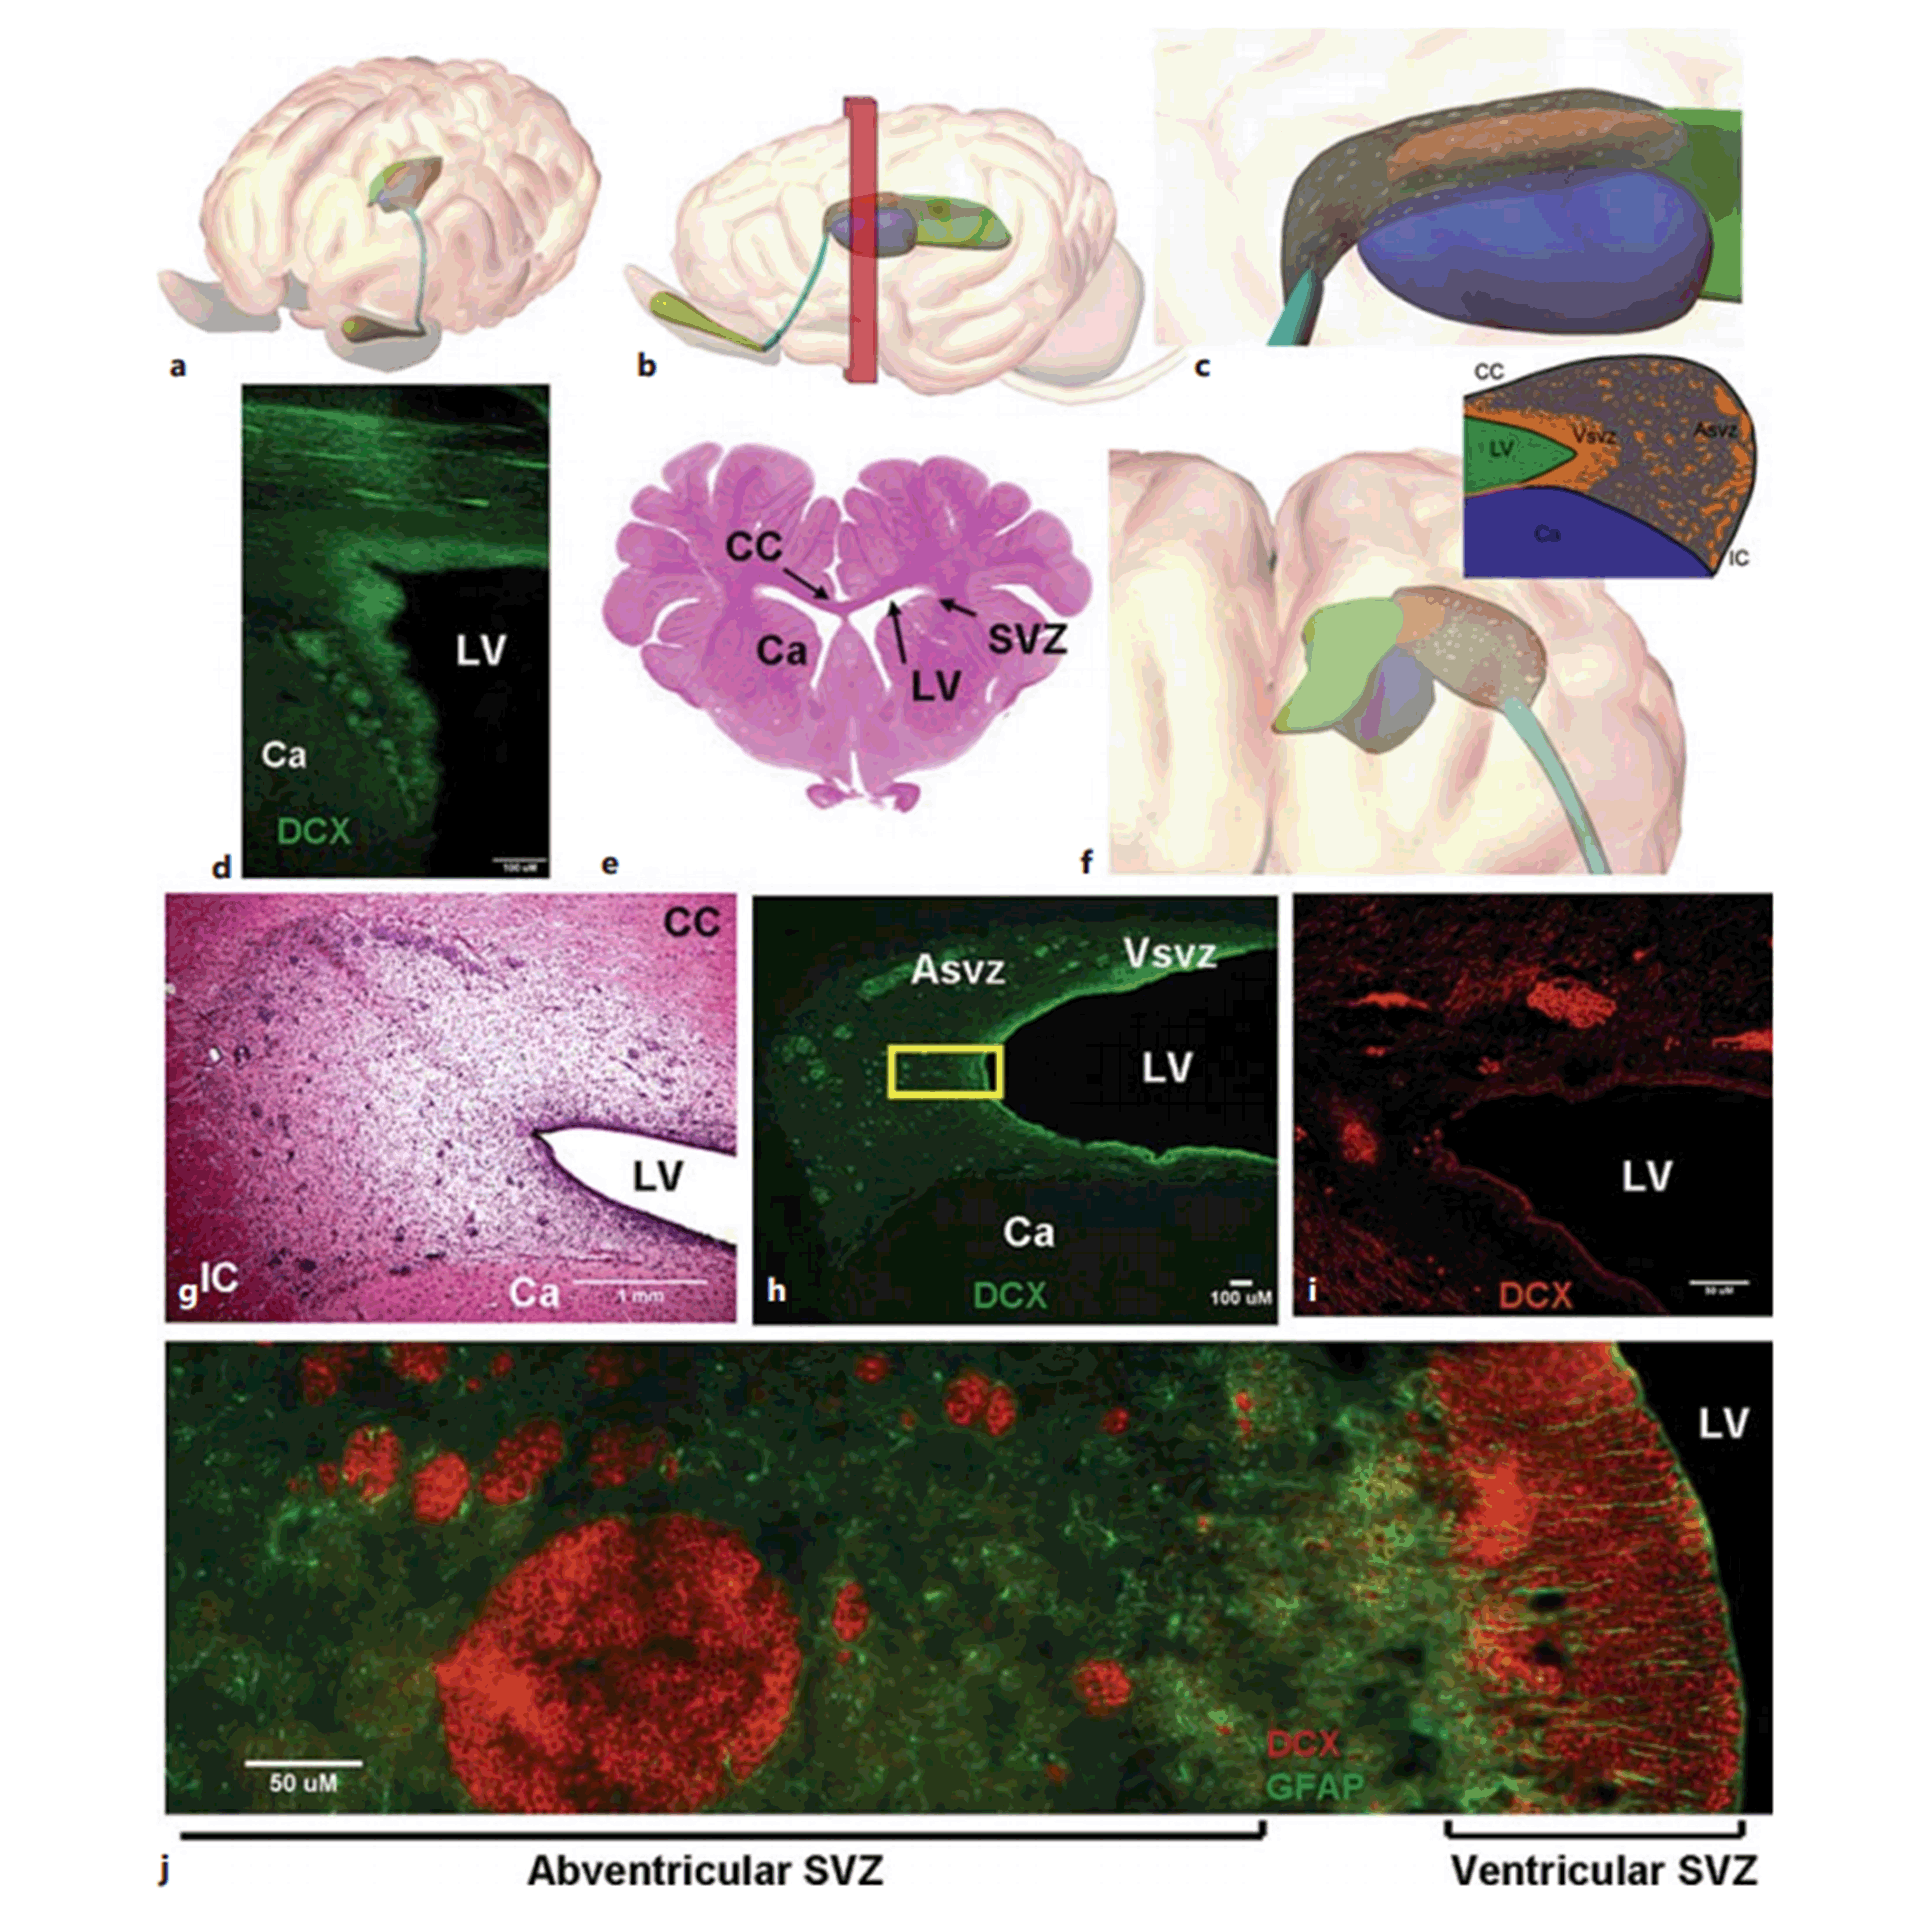 a
b
c
CC
Vsvz
Asvz
LV
Ca
IC
LV
Ca
DCX
100 uM
d
CC
Ca
SVZ
LV
e
f
CC
LV
g
IC
Ca
1 mm
Asvz
Vsvz
LV
Ca
h
DCX
100 uM
LV
i
DCX
50 uM
LV
DCX
GFAP
50 uM
j
Abventricular SVZ
Ventricular SVZ